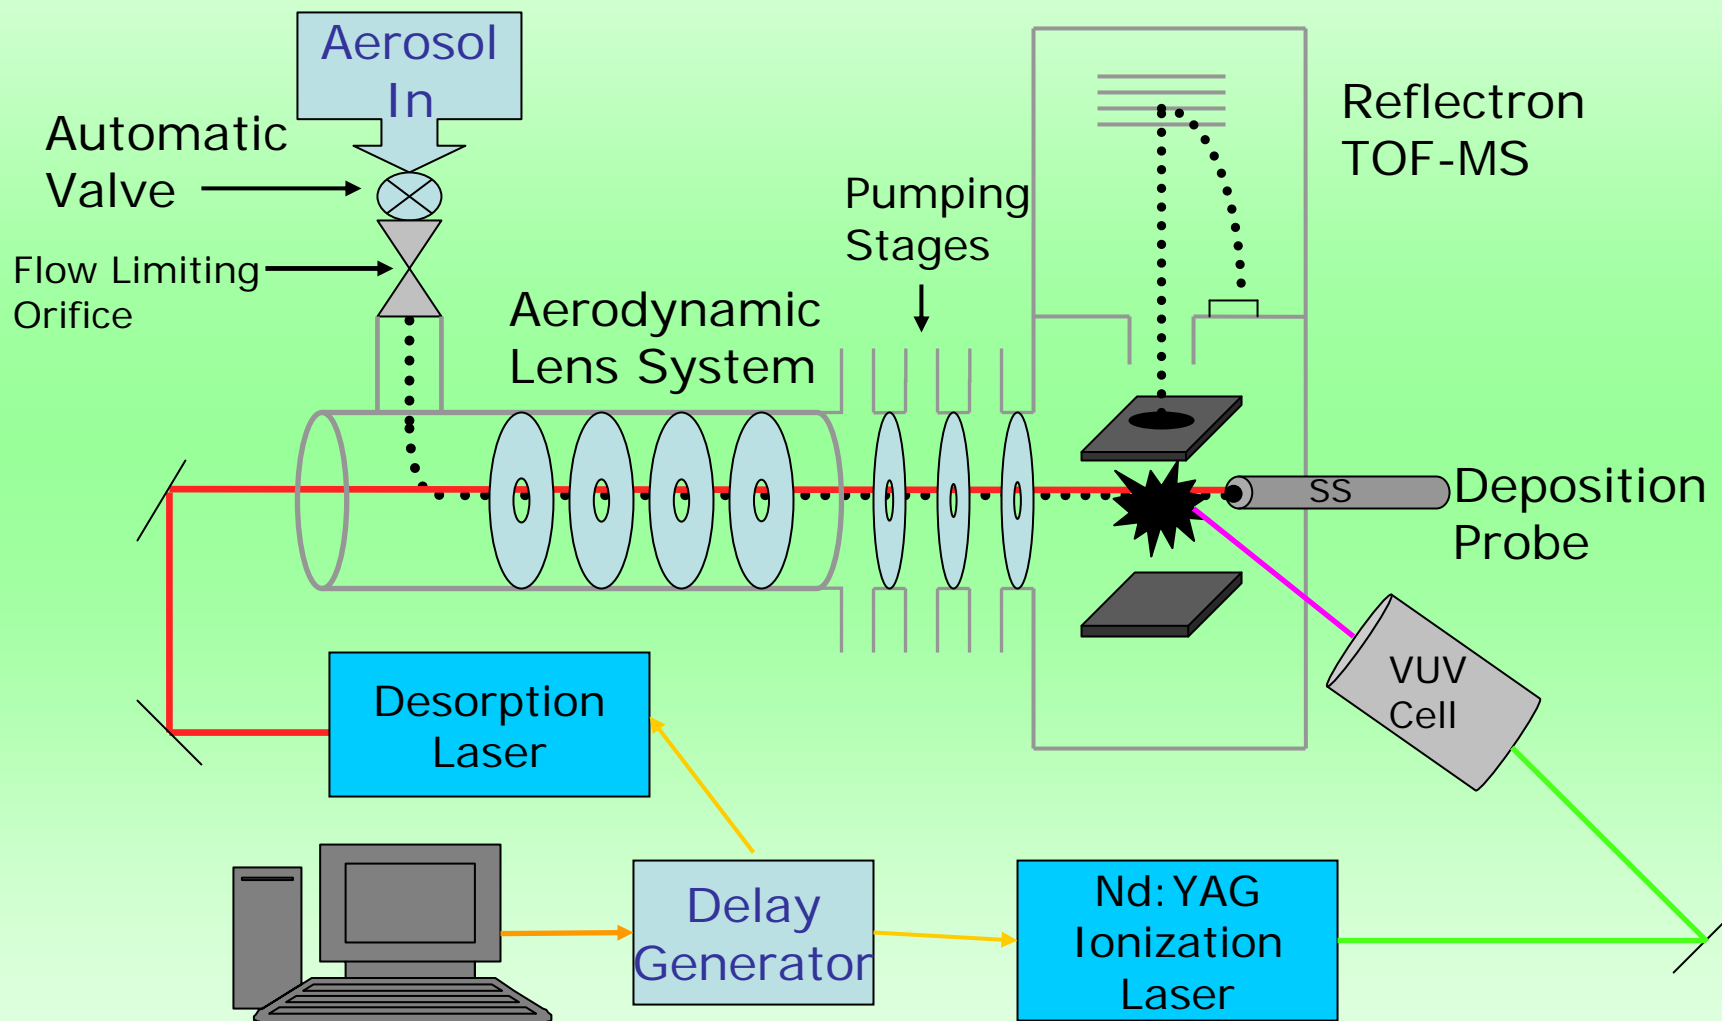 Aerosol
In
Automatic
Valve
Flow Limiting
Orifice
Aerodynamic
Lens System
Pumping
Stages
Reflectron
TOF-MS
SS
Deposition
Probe
VUV
Cell
Desorption
Laser
Delay
Generator
Nd:YAG
Ionization
Laser